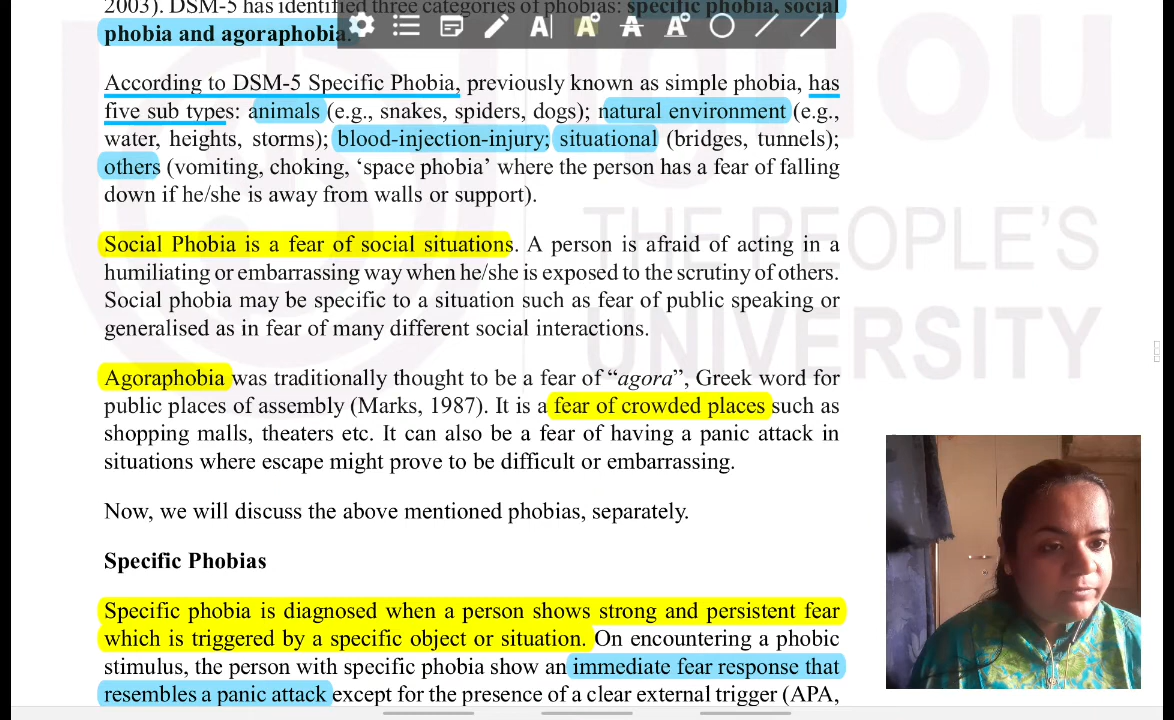 2003). DSM-5 has identified three categories of phobias: specific phobia, social
phobia and agoraphobia.
According to DSM-5 Specific Phobia, previously known as simple phobia, has
five sub types: animals (e.g., snakes, spiders, dogs); natural environment (e.g.,
water, heights, storms); blood-injection-injury; situational (bridges, tunnels);
others (vomiting, choking, ‘space phobia’ where the person has a fear of falling
down if he/she is away from walls or support).
Social Phobia is a fear of social situations. A person is afraid of acting in a
humiliating or embarrassing way when he/she is exposed to the scrutiny of others.
Social phobia may be specific to a situation such as fear of public speaking or
generalised as in fear of many different social interactions.
Agoraphobia was traditionally thought to be a fear of “agora”, Greek word for
public places of assembly (Marks, 1987). It is a fear of crowded places such as
shopping malls, theaters etc. It can also be a fear of having a panic attack in
situations where escape might prove to be difficult or embarrassing.
Now, we will discuss the above mentioned phobias, separately.
Specific Phobias
Specific phobia is diagnosed when a person shows strong and persistent fear
which is triggered by a specific object or situation. On encountering a phobic
stimulus, the person with specific phobia show an immediate fear response that
resembles a panic attack except for the presence of a clear external trigger (APA,
ignou
THE PEOPLE’S
UNIVERSITY